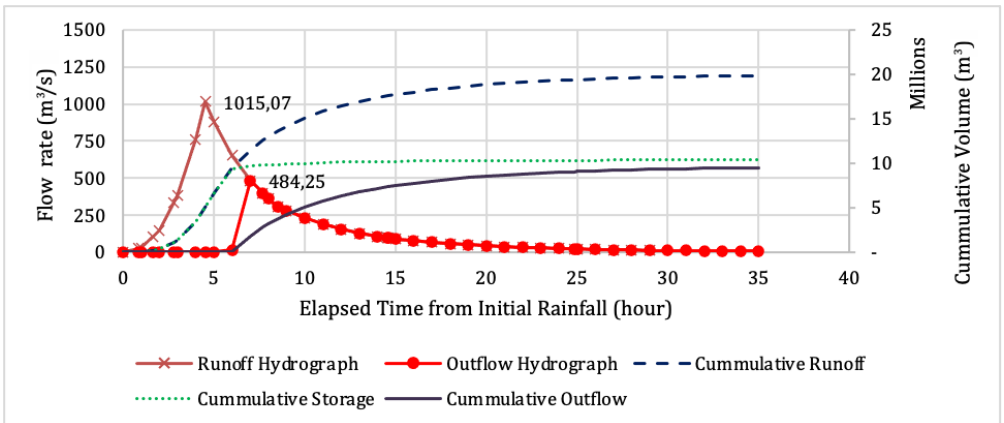 1500
1250
1000
750
500
250
0
Flow rate (m³/s)
1015,07
484,25
25
20
15
10
5
-
Millions
Cummulative Volume (m³)
0 5 10 15 20 25 30 35 40
Elapsed Time from Initial Rainfall (hour)
Runoff Hydrograph Outflow Hydrograph Cummulative Runoff
Cummulative Storage Cummulative Outflow